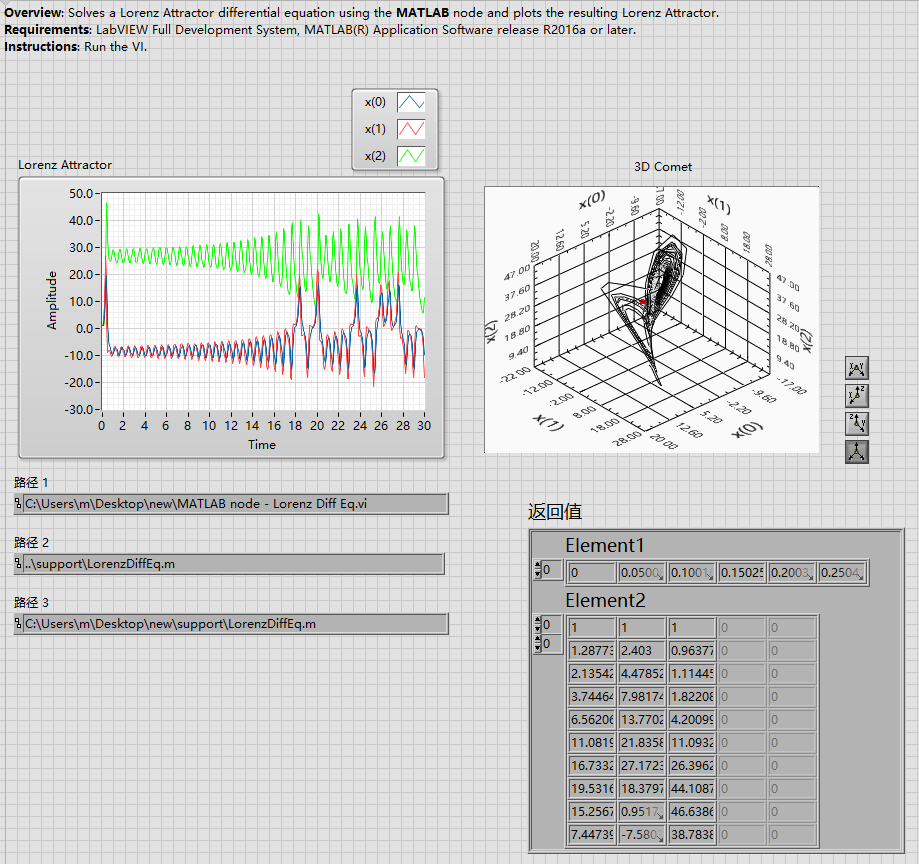 Overview: Solves a Lorenz Attractor differential equation using the MATLAB node and plots the resulting Lorenz Attractor.
Requirements: LabVIEW Full Development System, MATLAB(R) Application Software release R2016a or later.
Instructions: Run the VI.
x(0)
x(1)
x(2)
Lorenz Attractor
50.0
40.0
30.0
20.0
10.0
0.0
-10.0
-20.0
-30.0
Amplitude
0 2 4 6 8 10 12 14 16 18 20 22 24 26 28 30
Time
3D Comet
x(0)
x(1)
20.00 12.60 5.20 -2.20 -9.60
-12.00 -2.00 8.00 18.00 28.00
47.00
37.60
28.20
18.80
9.40
x(2)
47.00
37.60
28.20
18.80
9.40
x(2)
-22.00 -12.00 -2.00 8.00 18.00 28.00
x(1)
20.00 12.60 5.20 -2.20 -9.60 -17.00
x(0)
路径 1
C:\Users\m\Desktop\new\MATLAB node - Lorenz Diff Eq.vi
路径 2
..\support\LorenzDiffEq.m
路径 3
C:\Users\m\Desktop\new\support\LorenzDiffEq.m
返回值
Element1
0 0 0.0500 0.1001 0.15025 0.2003 0.2504
Element2
0 1 1 1 0 0
0 1.28773 2.403 0.96377 0 0
2.13542 4.47852 1.11445 0 0
3.74464 7.98174 1.82208 0 0
6.56206 13.7702 4.20099 0 0
11.0819 21.8358 11.0932 0 0
16.7332 27.1723 26.3962 0 0
19.5316 18.3797 44.1087 0 0
15.2567 0.9517 46.6386 0 0
7.44739 -7.580 38.7838 0 0